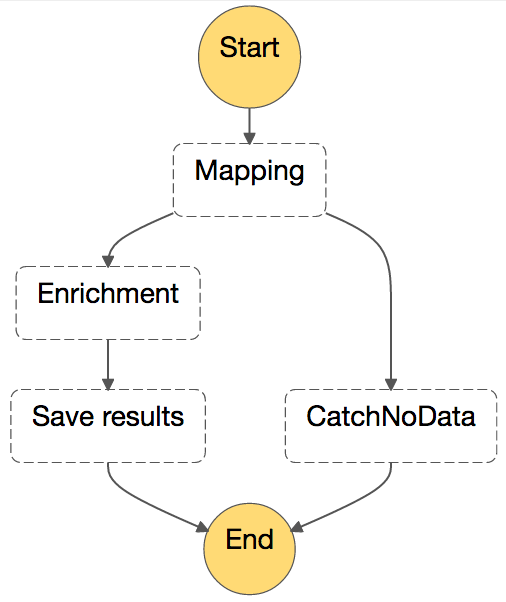 Start
Mapping
Enrichment
Save results
CatchNoData
End